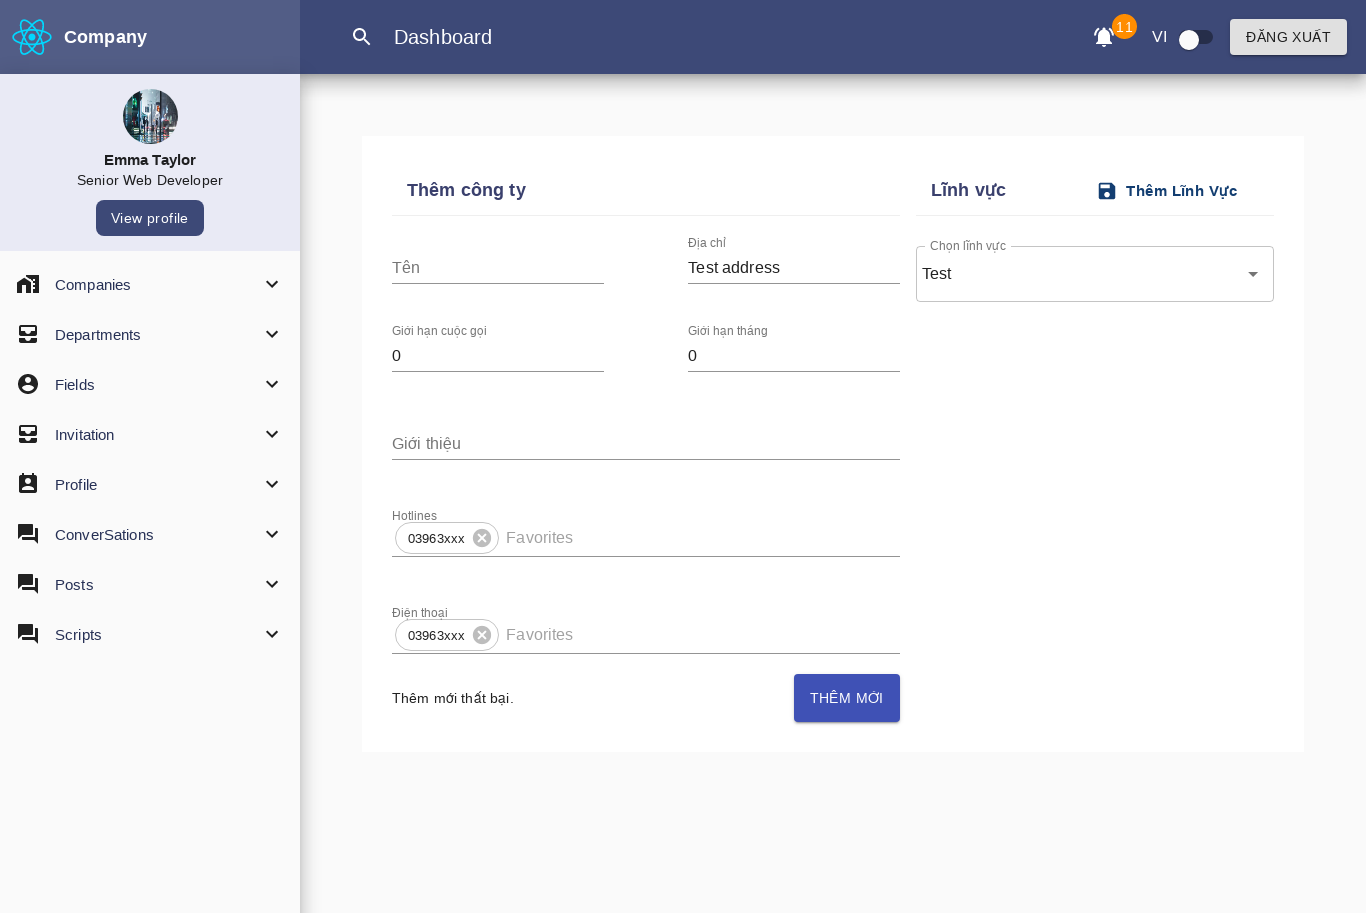 Company
Dashboard
11
VI
ĐĂNG XUẤT
Emma Taylor
Senior Web Developer
View profile
Companies
Departments
Fields
Invitation
Profile
ConverSations
Posts
Scripts
Thêm công ty
Tên
Địa chỉ
Test address
Giới hạn cuộc gọi
0
Giới hạn tháng
0
Giới thiệu
Hotlines
03963xxx Favorites
Điện thoại
03963xxx Favorites
Thêm mới thất bại.
THÊM MỚI
Lĩnh vực
Thêm Lĩnh Vực
Chọn lĩnh vực
Test